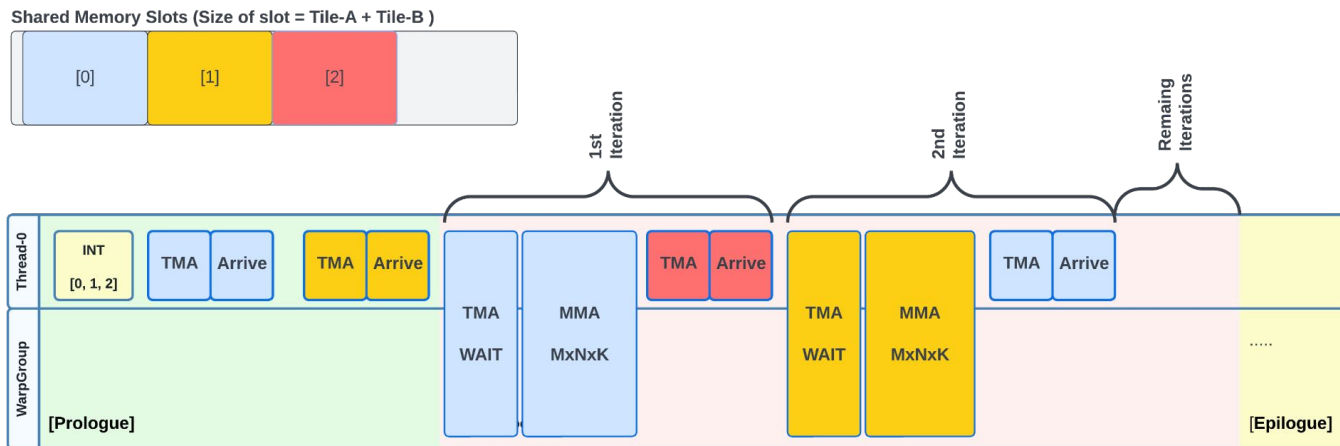 Shared Memory Slots (Size of slot = Tile-A + Tile-B )
[0]
[1]
[2]
1st
Iteration
2nd
Iteration
Remaing
Iterations
Thread-0
INT
[0, 1, 2]
TMA
Arrive
TMA
Arrive
TMA
WAIT
MMA
MxNxK
TMA
Arrive
TMA
WAIT
MMA
MxNxK
TMA
Arrive
WarpGroup
[Prologue]
.....
[Epilogue]